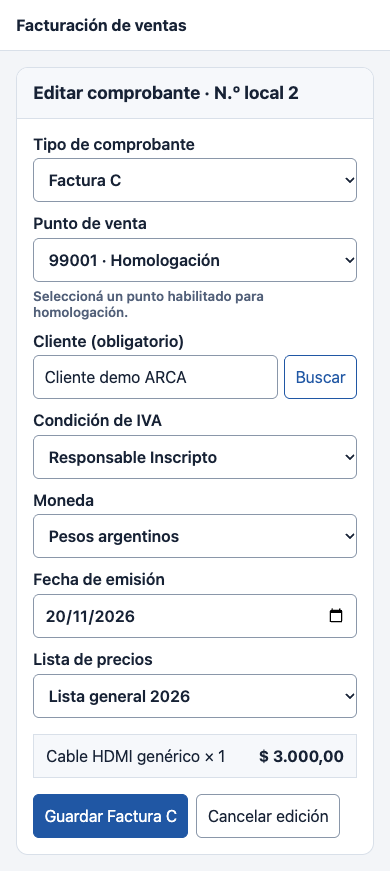 Facturación de ventas
Editar comprobante · N.º local 2
Tipo de comprobante
Factura C
Punto de venta
99001 · Homologación
Seleccioná un punto habilitado para
homologación.
Cliente (obligatorio)
Cliente demo ARCA
Buscar
Condición de IVA
Responsable Inscripto
Moneda
Pesos argentinos
Fecha de emisión
20/11/2026
Lista de precios
Lista general 2026
Cable HDMI genérico × 1 $ 3.000,00
Guardar Factura C
Cancelar edición